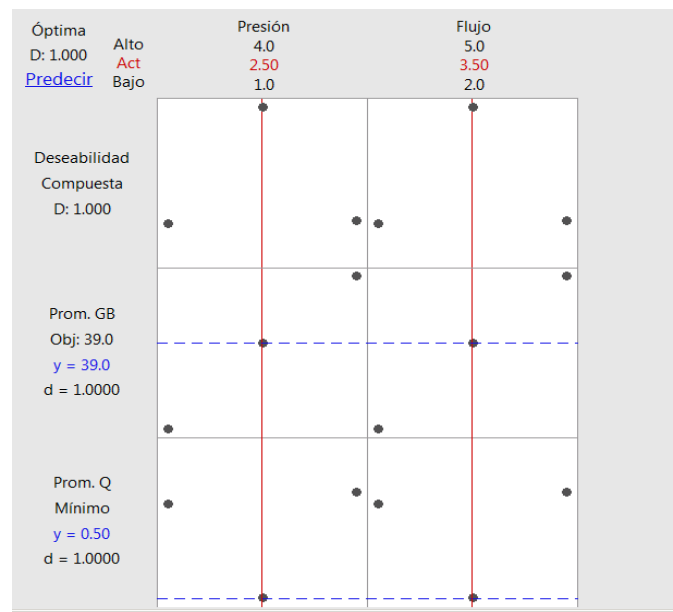 Óptima
D: 1.000
Predecir
Alto
Act
Bajo
Presión
4.0
2.50
1.0
Flujo
5.0
3.50
2.0
Deseabilidad
Compuesta
D: 1.000
Prom. GB
Obj: 39.0
y = 39.0
d = 1.0000
Prom. Q
Mínimo
y = 0.50
d = 1.0000